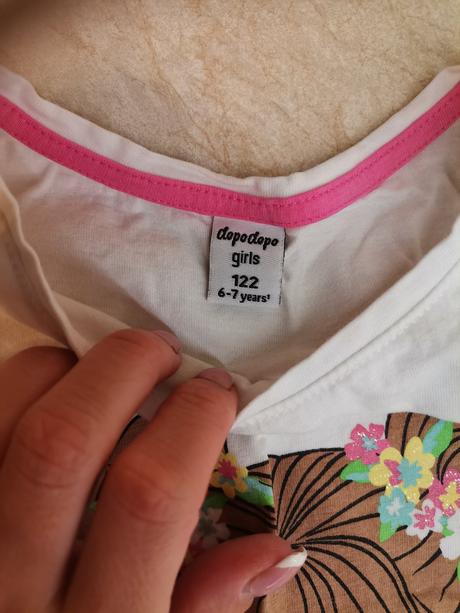 dopodopo
girls
122
6-7 years¹